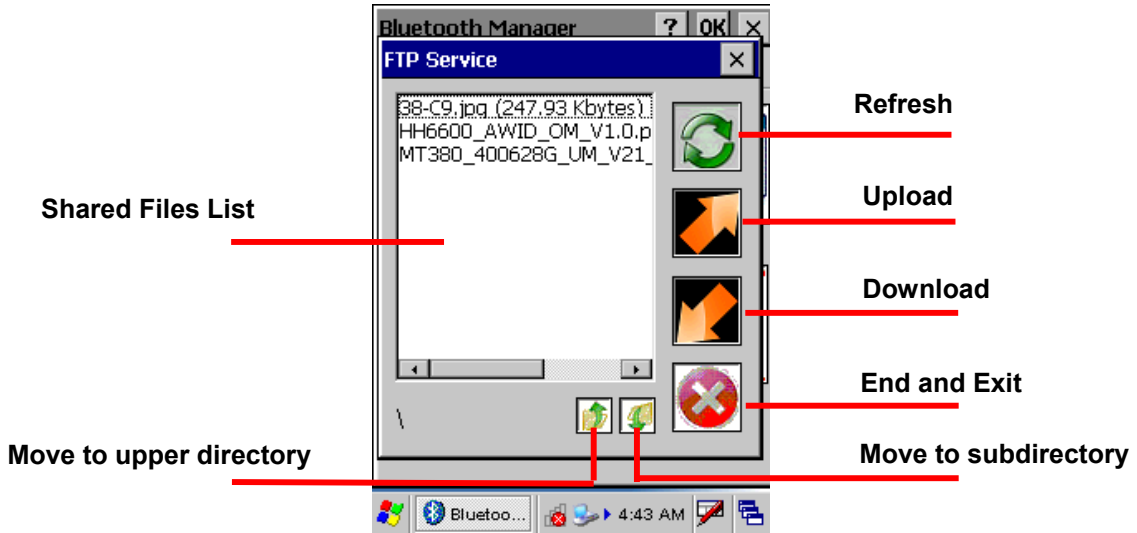 Bluetooth Manager ? OK ×
FTP Service ×
38-C9.jpg (247.93 Kbytes)
HH6600_AWID_OM_V1.0.p
MT380_400628G_UM_V21_
\
Shared Files List
Move to upper directory
Refresh
Upload
Download
End and Exit
Move to subdirectory
Bluetoo... 4:43 AM